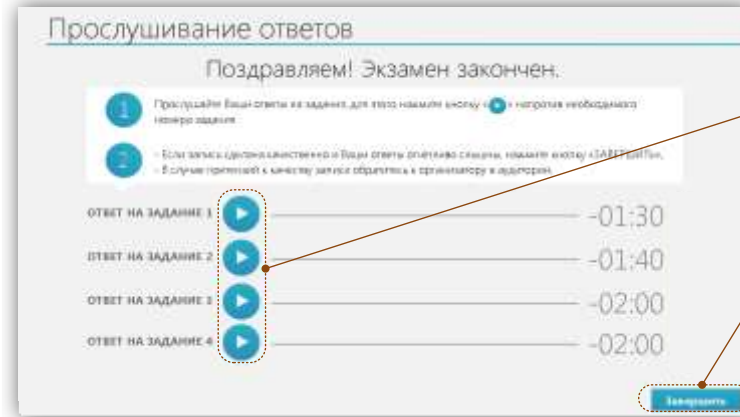 Прослушивание ответов
Поздравляем! Экзамен закончен.
1 Прослушайте Ваши ответы на задания, для этого нажмите кнопку « » напротив необходимого
номера задания
2 - Если запись сделана качественно и Ваши ответы отчётливо слышны, нажмите кнопку «ЗАВЕРШИТЬ».
- В случае претензий к качеству записи обратитесь к организатору в аудитории.
ОТВЕТ НА ЗАДАНИЕ 1 -01:30
ОТВЕТ НА ЗАДАНИЕ 2 -01:40
ОТВЕТ НА ЗАДАНИЕ 3 -02:00
ОТВЕТ НА ЗАДАНИЕ 4 -02:00
Завершить